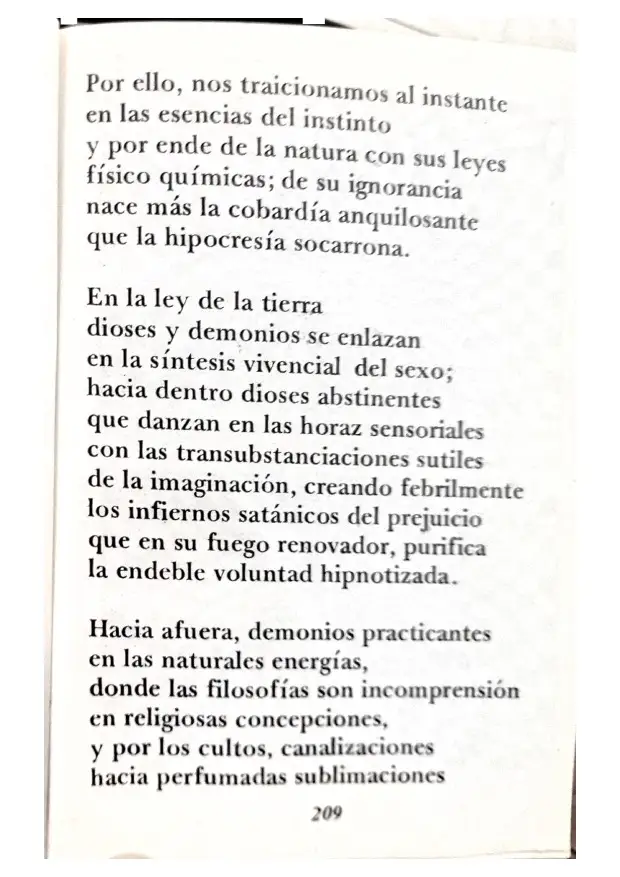 Por ello, nos traicionamos al instante
en las esencias del instinto
y por ende de la natura con sus leyes
físico químicas; de su ignorancia
nace más la cobardía anquilosante
que la hipocresía socarrona.
En la ley de la tierra
dioses y demonios se enlazan
en la síntesis vivencial del sexo;
hacia dentro dioses abstinentes
que danzan en las horaz sensoriales
con las transubstanciaciones sutiles
de la imaginación, creando febrilmente
los infiernos satánicos del prejuicio
que en su fuego renovador, purifica
la endeble voluntad hipnotizada.
Hacia afuera, demonios practicantes
en las naturales energías,
donde las filosofías son incomprensión
en religiosas concepciones,
y por los cultos, canalizaciones
hacia perfumadas sublimaciones
209